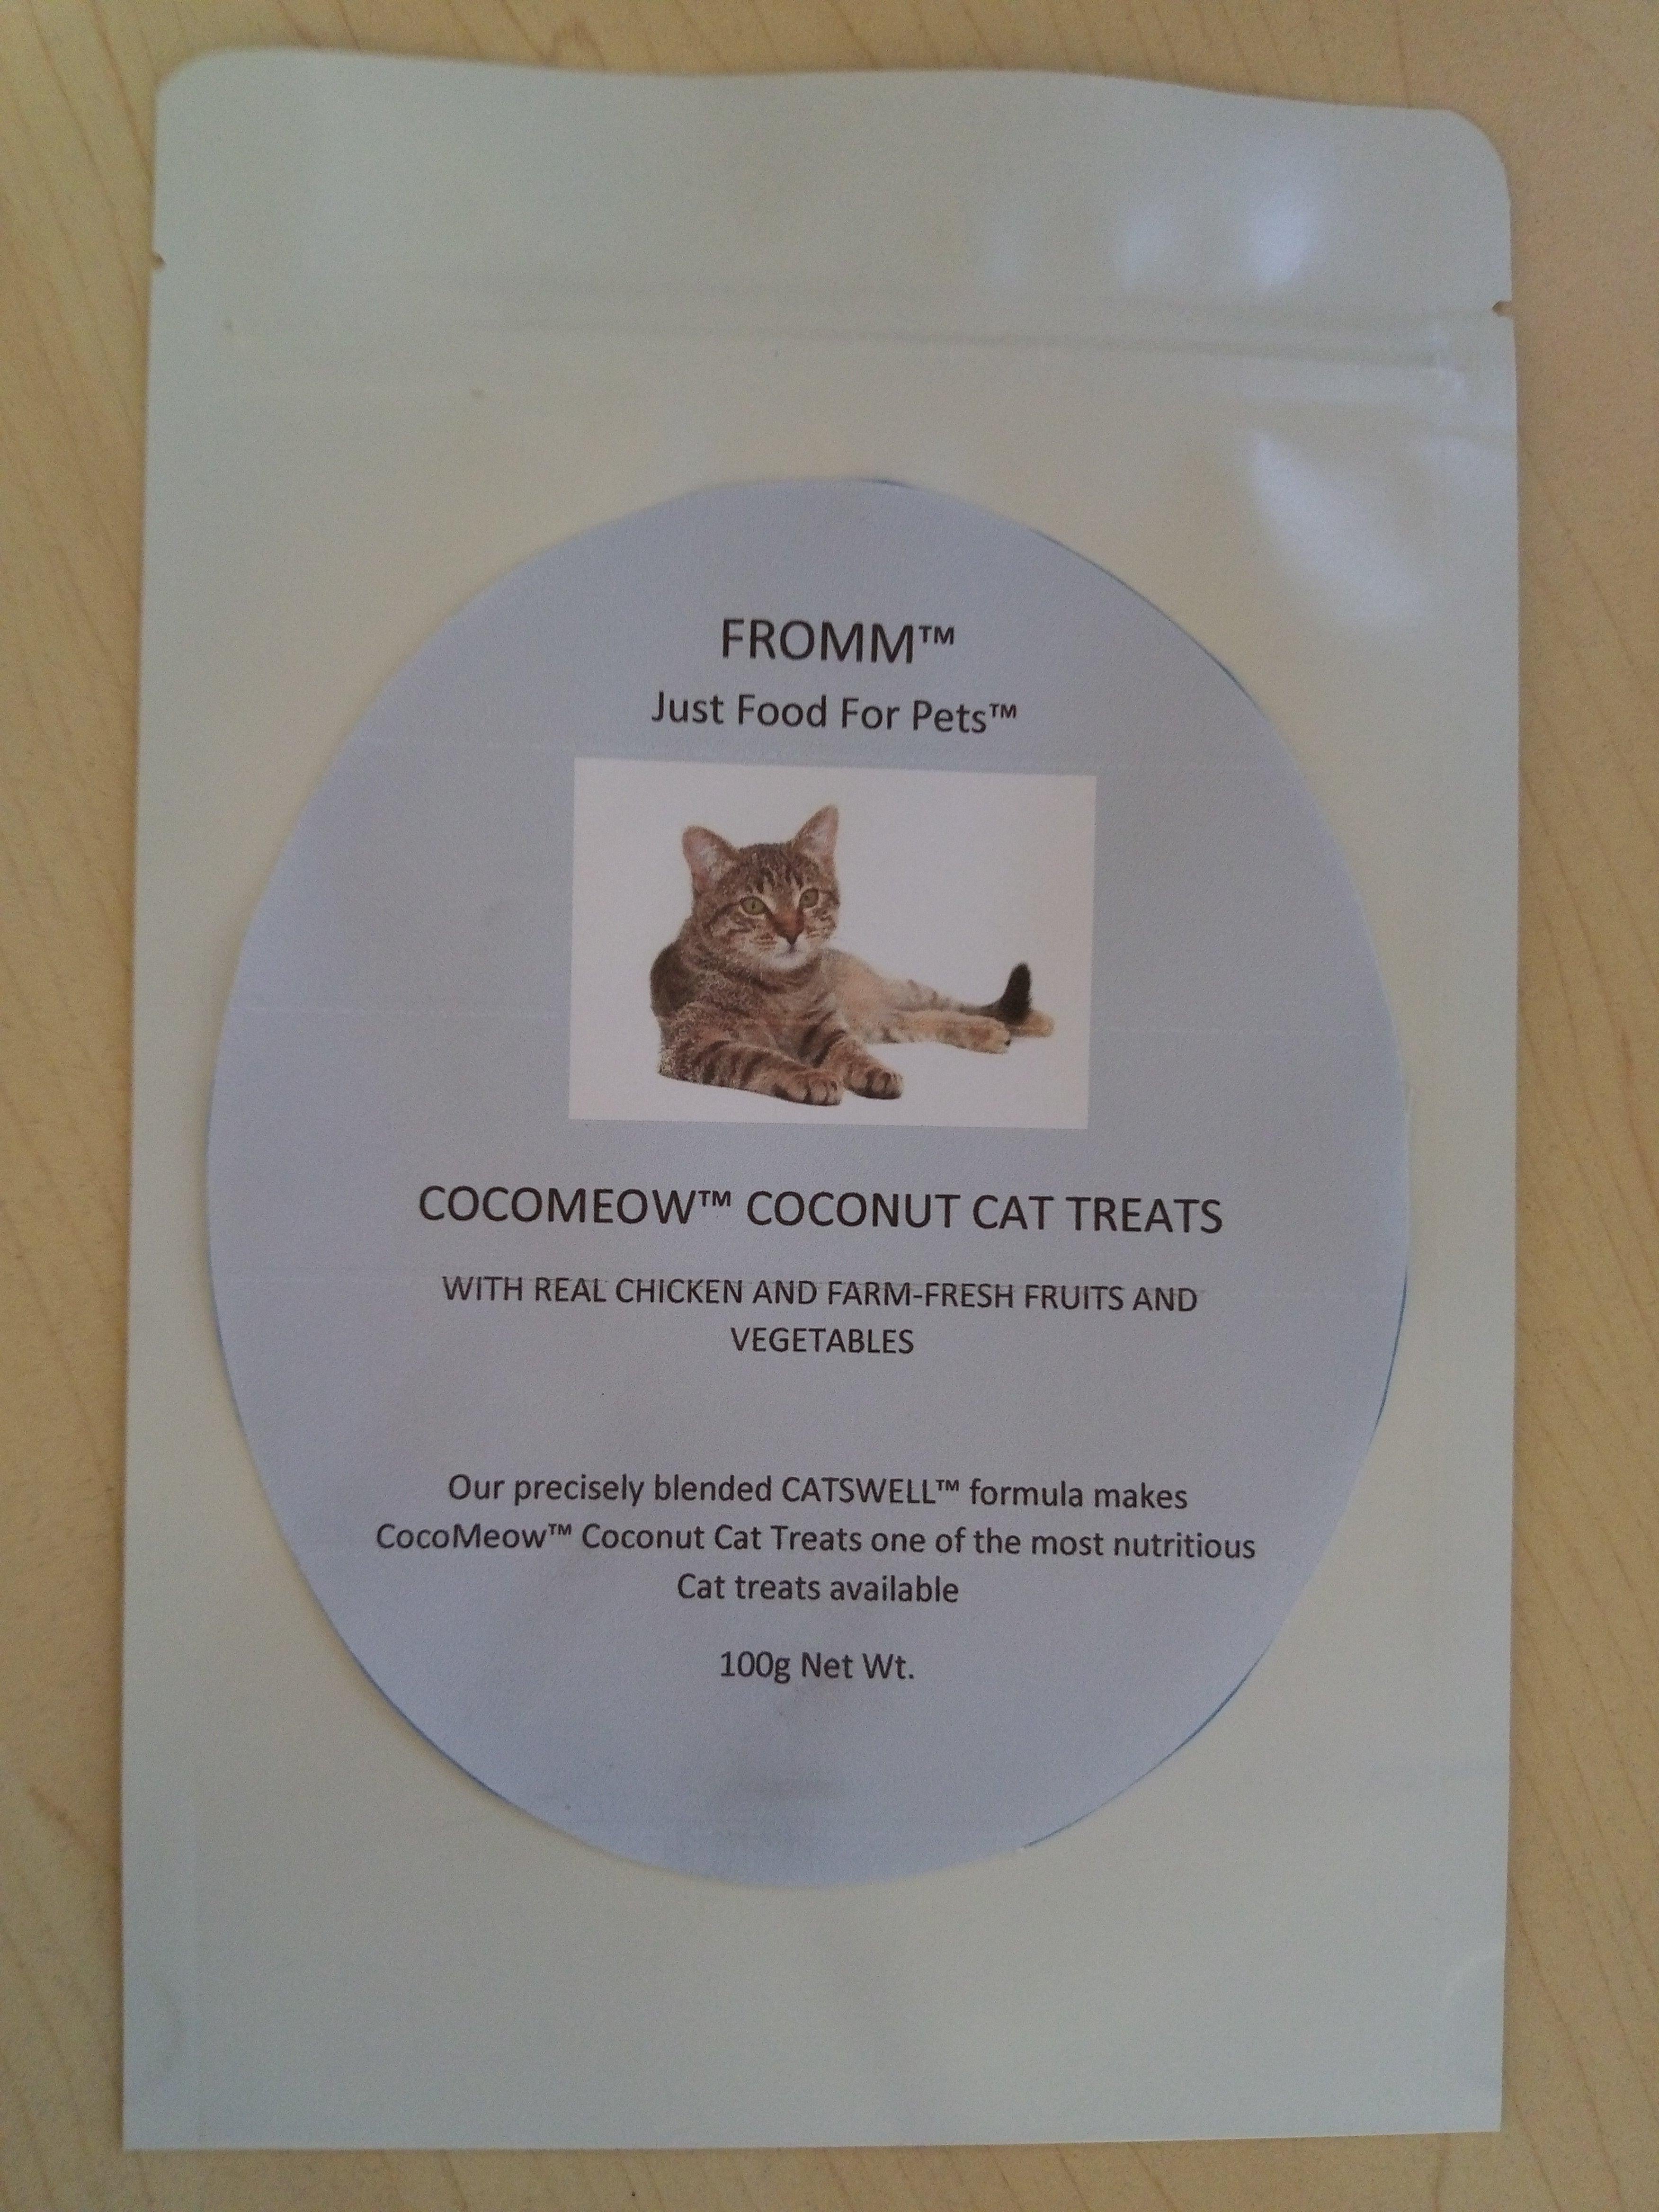 FROMM™
Just Food For Pets™
COCOMEOW™ COCONUT CAT TREATS
WITH REAL CHICKEN AND FARM-FRESH FRUITS AND
VEGETABLES
Our precisely blended CATSWELL™ formula makes
CocoMeow™ Coconut Cat Treats one of the most nutritious
Cat treats available
100g Net Wt.